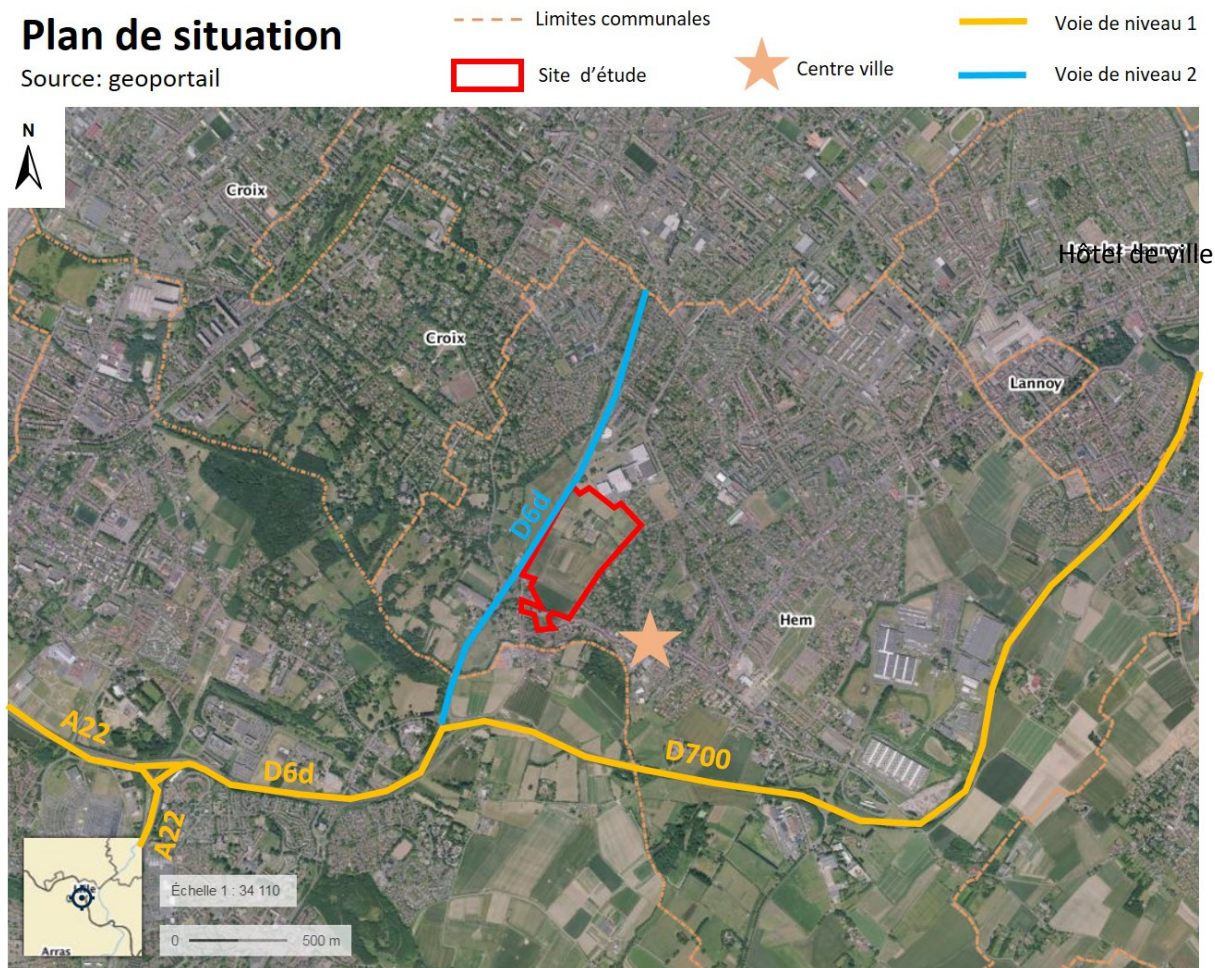 Plan de situation
Source: geoportail
Limites communales
Site d'étude
Centre ville
Voie de niveau 1
Voie de niveau 2
N
Croix
Hôtel de ville
Croix
Lannoy
D6d
Hem
A22
D6d
D700
A22
Échelle 1 : 34 110
0 500 m
Arras